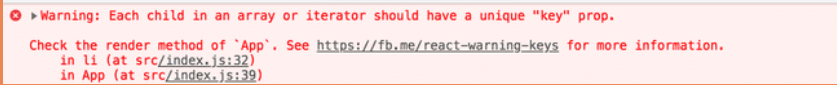 Warning: Each child in an array or iterator should have a unique "key" prop.
Check the render method of `App`. See https://fb.me/react-warning-keys for more information.
in li (at src/index.js:32)
in App (at src/index.js:39)